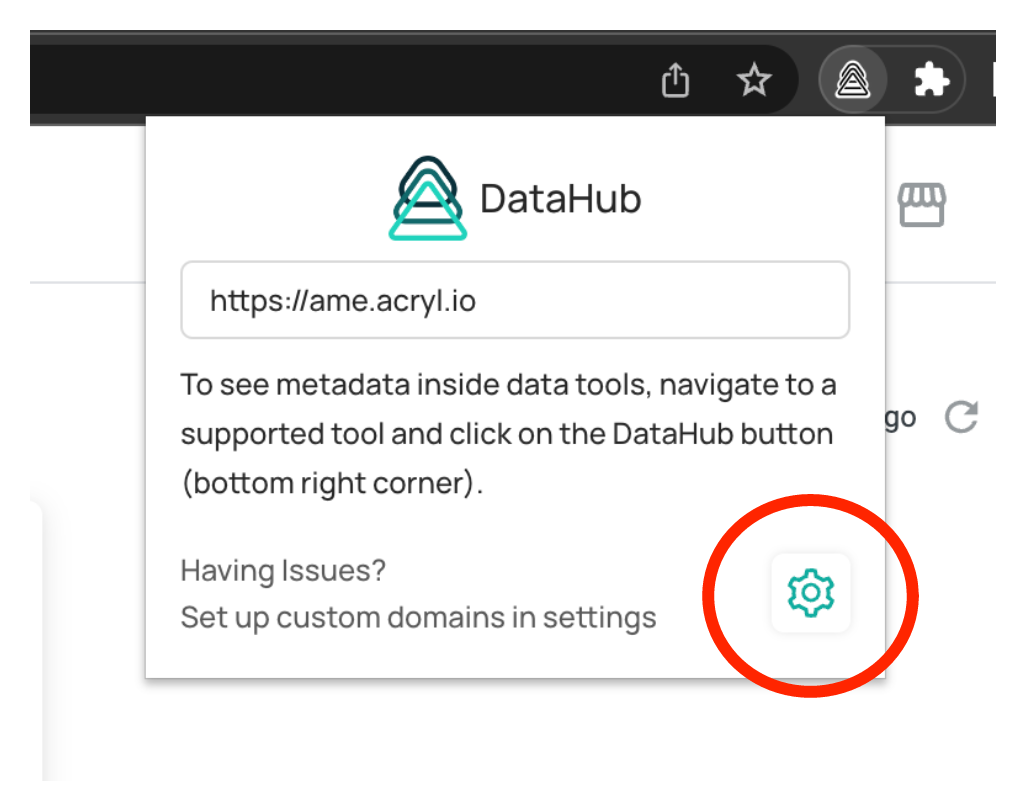 DataHub
https://ame.acryl.io
To see metadata inside data tools, navigate to a
supported tool and click on the DataHub button
(bottom right corner).
go
Having Issues?
Set up custom domains in settings